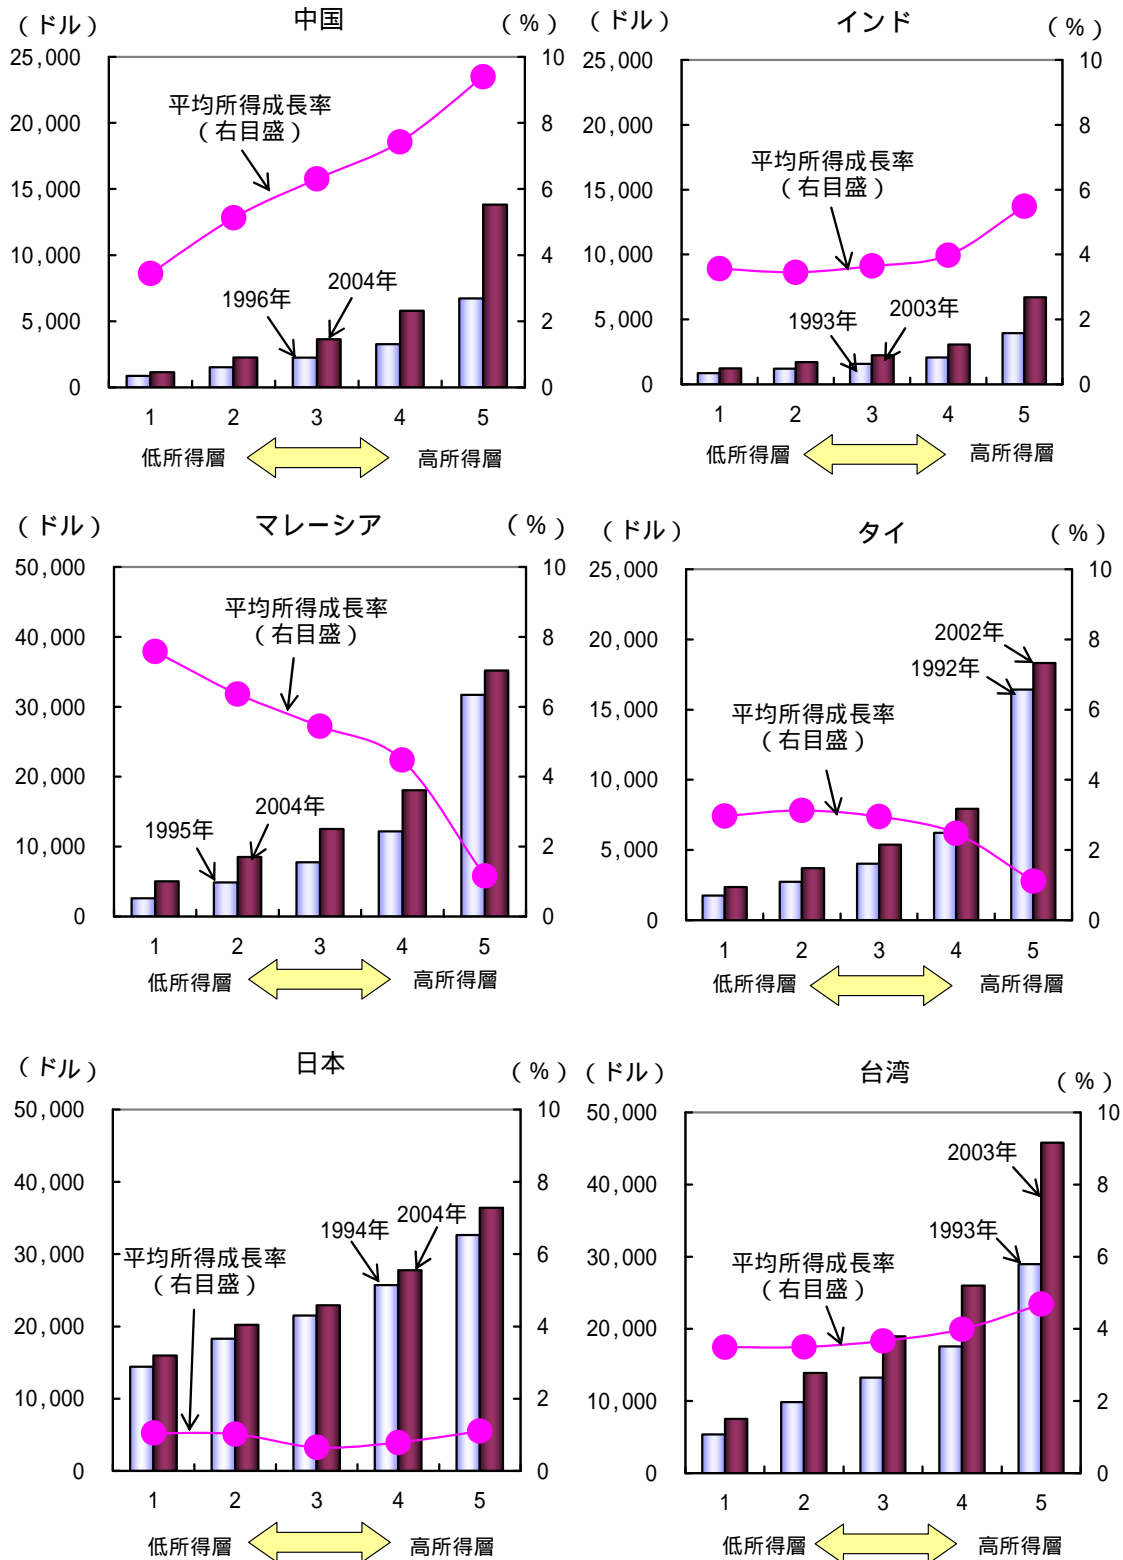 中国
（ドル）
（％）
25,000
20,000
15,000
10,000
5,000
0
10
8
6
4
2
0
平均所得成長率
（右目盛）
1996年
2004年
1 2 3 4 5
低所得層 高所得層
インド
（ドル）
（％）
25,000
20,000
15,000
10,000
5,000
0
10
8
6
4
2
0
平均所得成長率
（右目盛）
1993年
2003年
1 2 3 4 5
低所得層 高所得層
マレーシア
（ドル）
（％）
50,000
40,000
30,000
20,000
10,000
0
10
8
6
4
2
0
平均所得成長率
（右目盛）
1995年
2004年
1 2 3 4 5
低所得層 高所得層
タイ
（ドル）
（％）
25,000
20,000
15,000
10,000
5,000
0
10
8
6
4
2
0
2002年
1992年
平均所得成長率
（右目盛）
1 2 3 4 5
低所得層 高所得層
日本
（ドル）
（％）
50,000
40,000
30,000
20,000
10,000
0
10
8
6
4
2
0
1994年
2004年
平均所得成長率
（右目盛）
1 2 3 4 5
低所得層 高所得層
台湾
（ドル）
（％）
50,000
40,000
30,000
20,000
10,000
0
10
8
6
4
2
0
2003年
1993年
平均所得成長率
（右目盛）
1 2 3 4 5
低所得層 高所得層